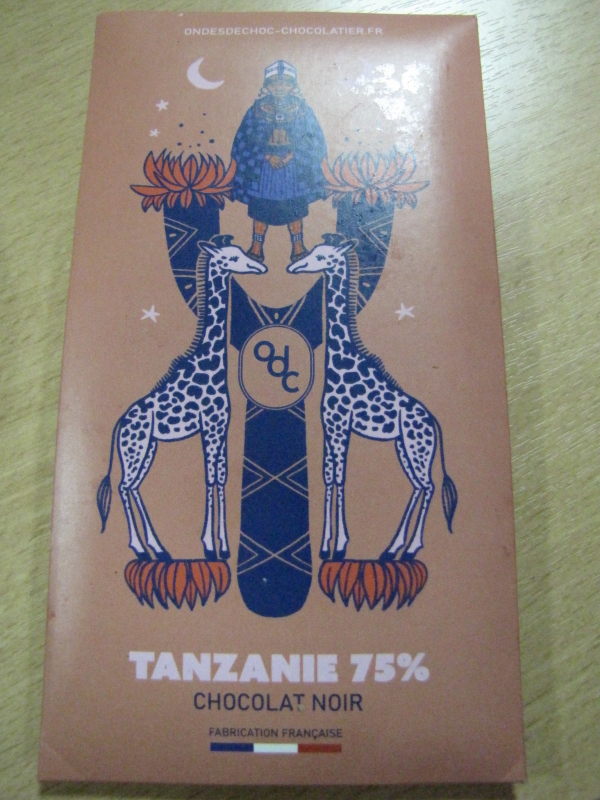 ONDESDECHOC-CHOCOLATIER.FR
odc
TANZANIE 75%
CHOCOLAT NOIR
FABRICATION FRANÇAISE